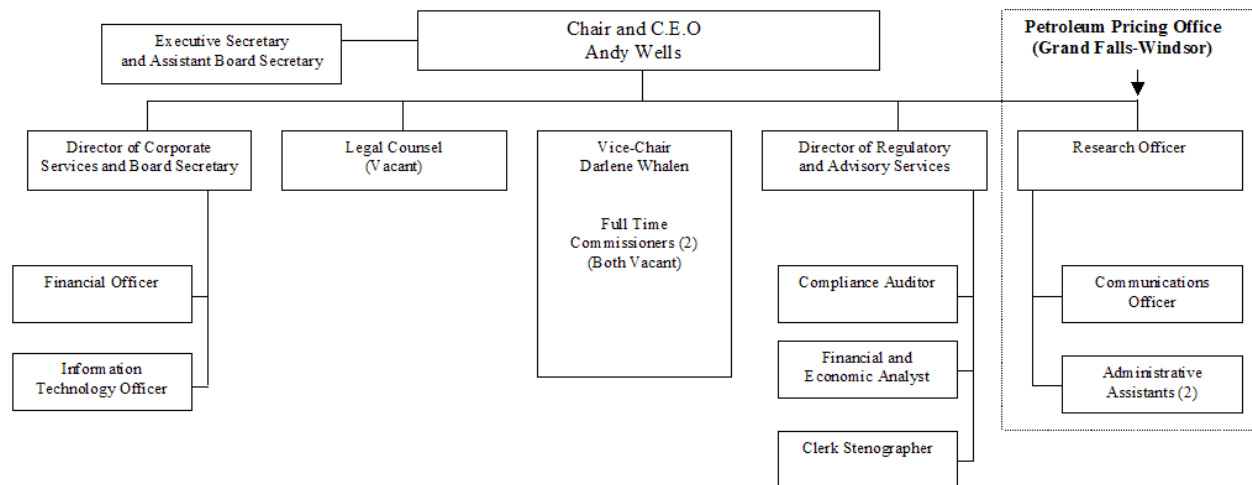 Chair and C.E.O
Andy Wells
Executive Secretary
and Assistant Board Secretary
Petroleum Pricing Office
(Grand Falls-Windsor)
Director of Corporate
Services and Board Secretary
Legal Counsel
(Vacant)
Vice-Chair
Darlene Whalen
Full Time
Commissioners (2)
(Both Vacant)
Director of Regulatory
and Advisory Services
Research Officer
Financial Officer
Information
Technology Officer
Compliance Auditor
Financial and
Economic Analyst
Clerk Stenographer
Communications
Officer
Administrative
Assistants (2)